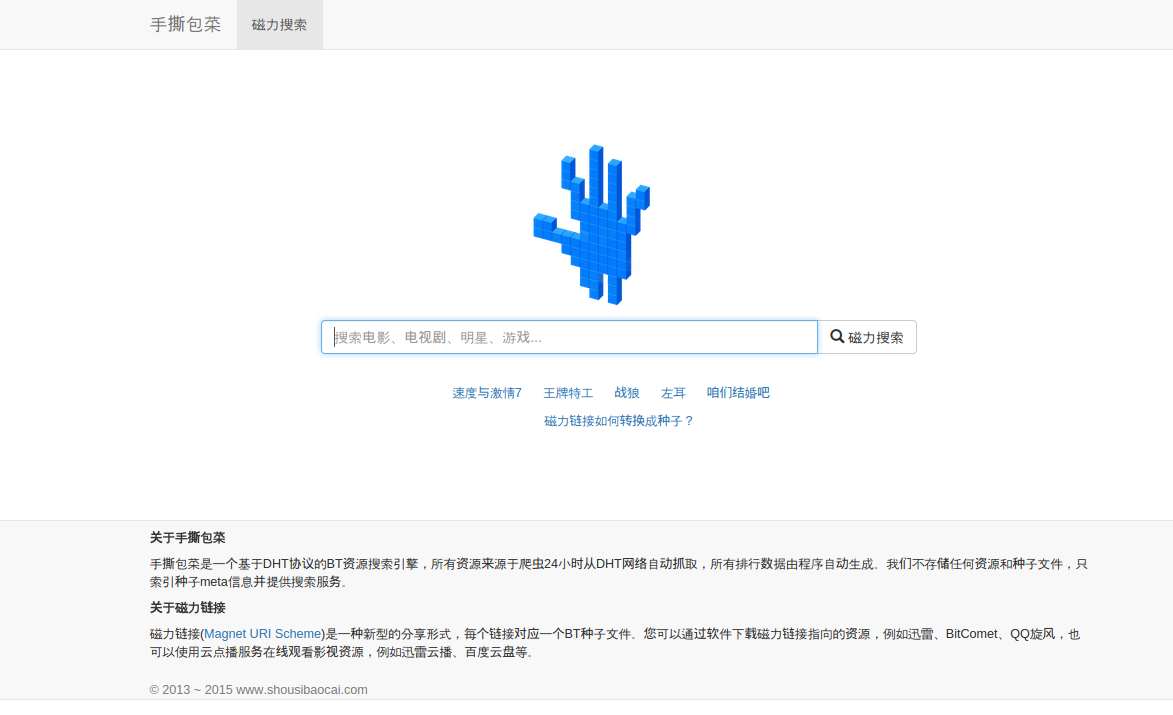 手撕包菜 磁力搜索
搜索电影、电视剧、明星、游戏...
磁力搜索
速度与激情7 王牌特工 战狼 左耳 咱们结婚吧
磁力链接如何转换成种子？
关于手撕包菜
手撕包菜是一个基于DHT协议的BT资源搜索引擎，所有资源来源于爬虫24小时从DHT网络自动抓取，所有排行数据由程序自动生成。我们不存储任何资源和种子文件，只
索引种子meta信息并提供搜索服务。
关于磁力链接
磁力链接(Magnet URI Scheme)是一种新型的分享形式，每个链接对应一个BT种子文件。您可以通过软件下载磁力链接指向的资源，例如迅雷、BitComet、QQ旋风，也
可以使用云点播服务在线观看影视资源，例如迅雷云播、百度云盘等。
© 2013 ~ 2015 www.shousibaocai.com